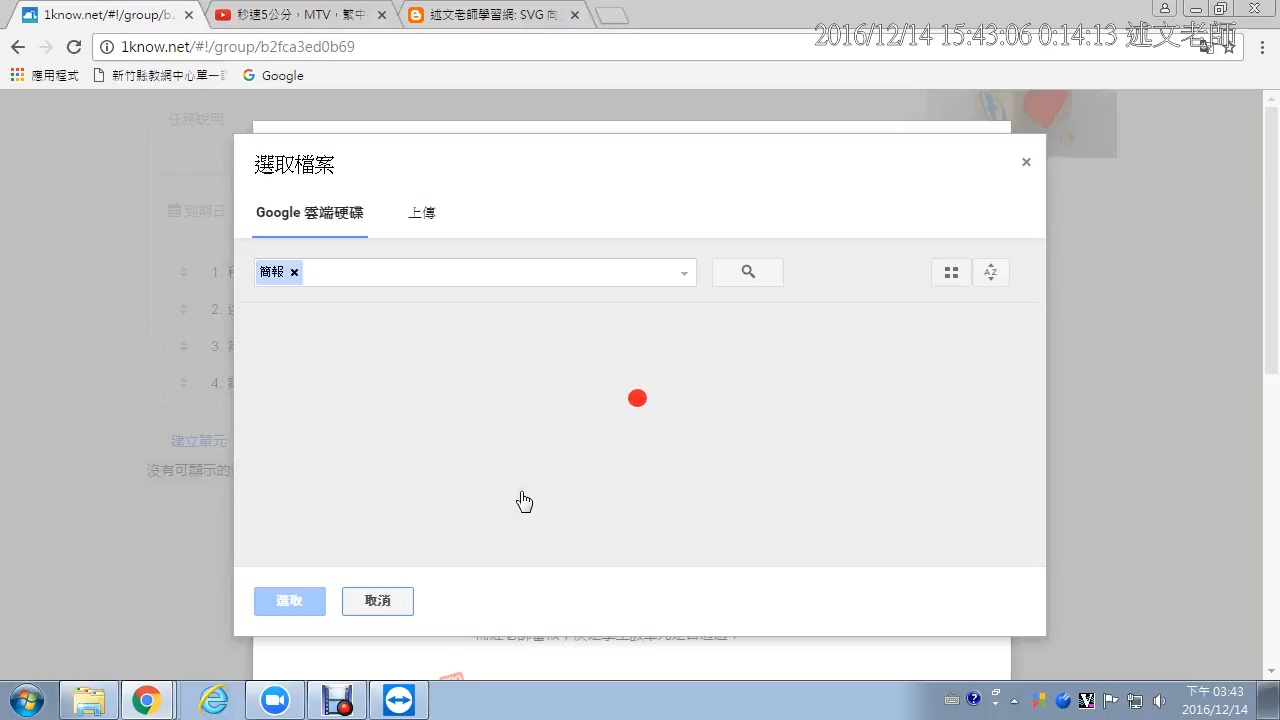 1know.net/#!/group/b2
秒速5公分，MTV，繁中
述文老師學習網: SVG 向
1know.net/#!/group/b2fca3ed0b69
2016/12/14 15:43:06 0:14:13 述文老師
應用程式
新竹縣教網中心單一
Google
任務說明
選取檔案
Google 雲端硬碟
上傳
到期日
簡報
AZ
1.
2.
3.
4.
建立單元
沒有可顯示的
選取
取消
下午 03:43
2016/12/14